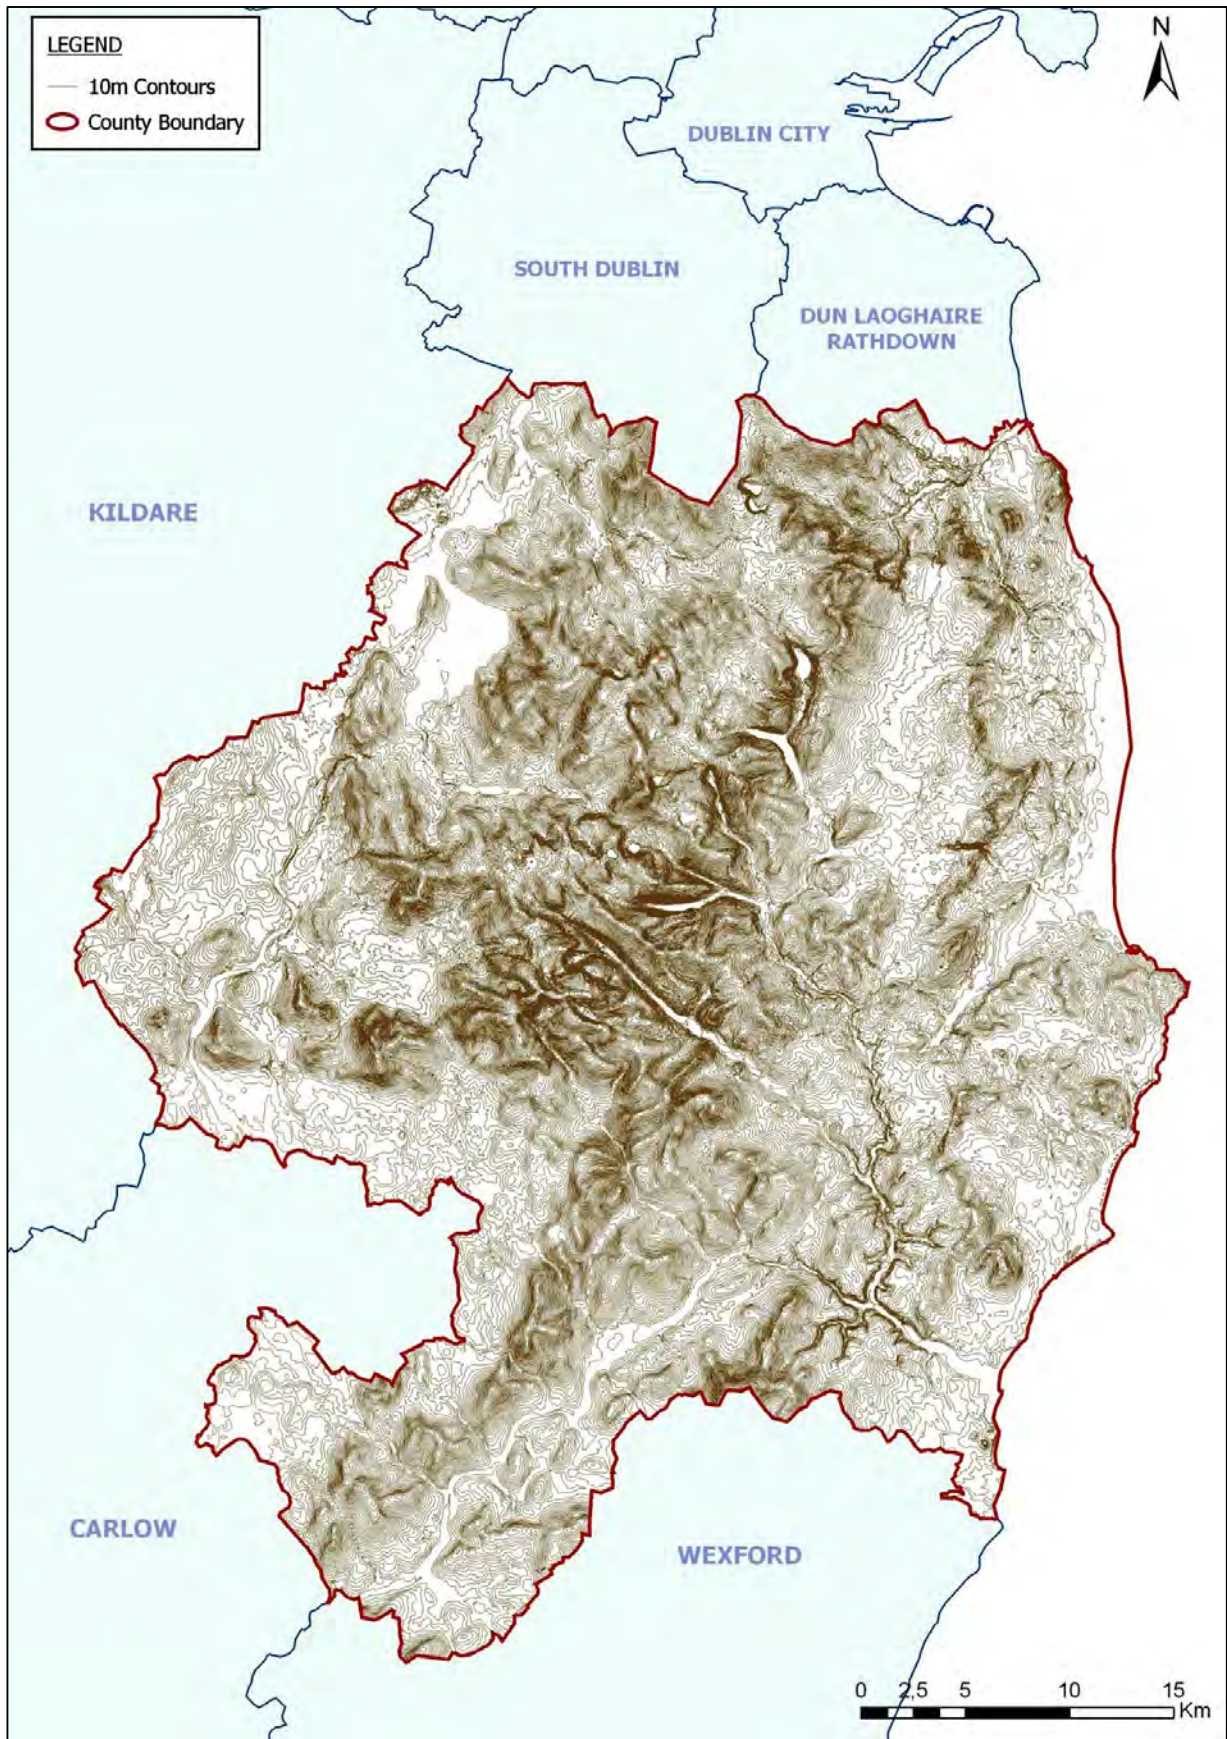 LEGEND
10m Contours
County Boundary
N
DUBLIN CITY
SOUTH DUBLIN
DUN LAOGHAIRE
RATHDOWN
KILDARE
CARLOW
WEXFORD
0 2,5 5 10 15
Km